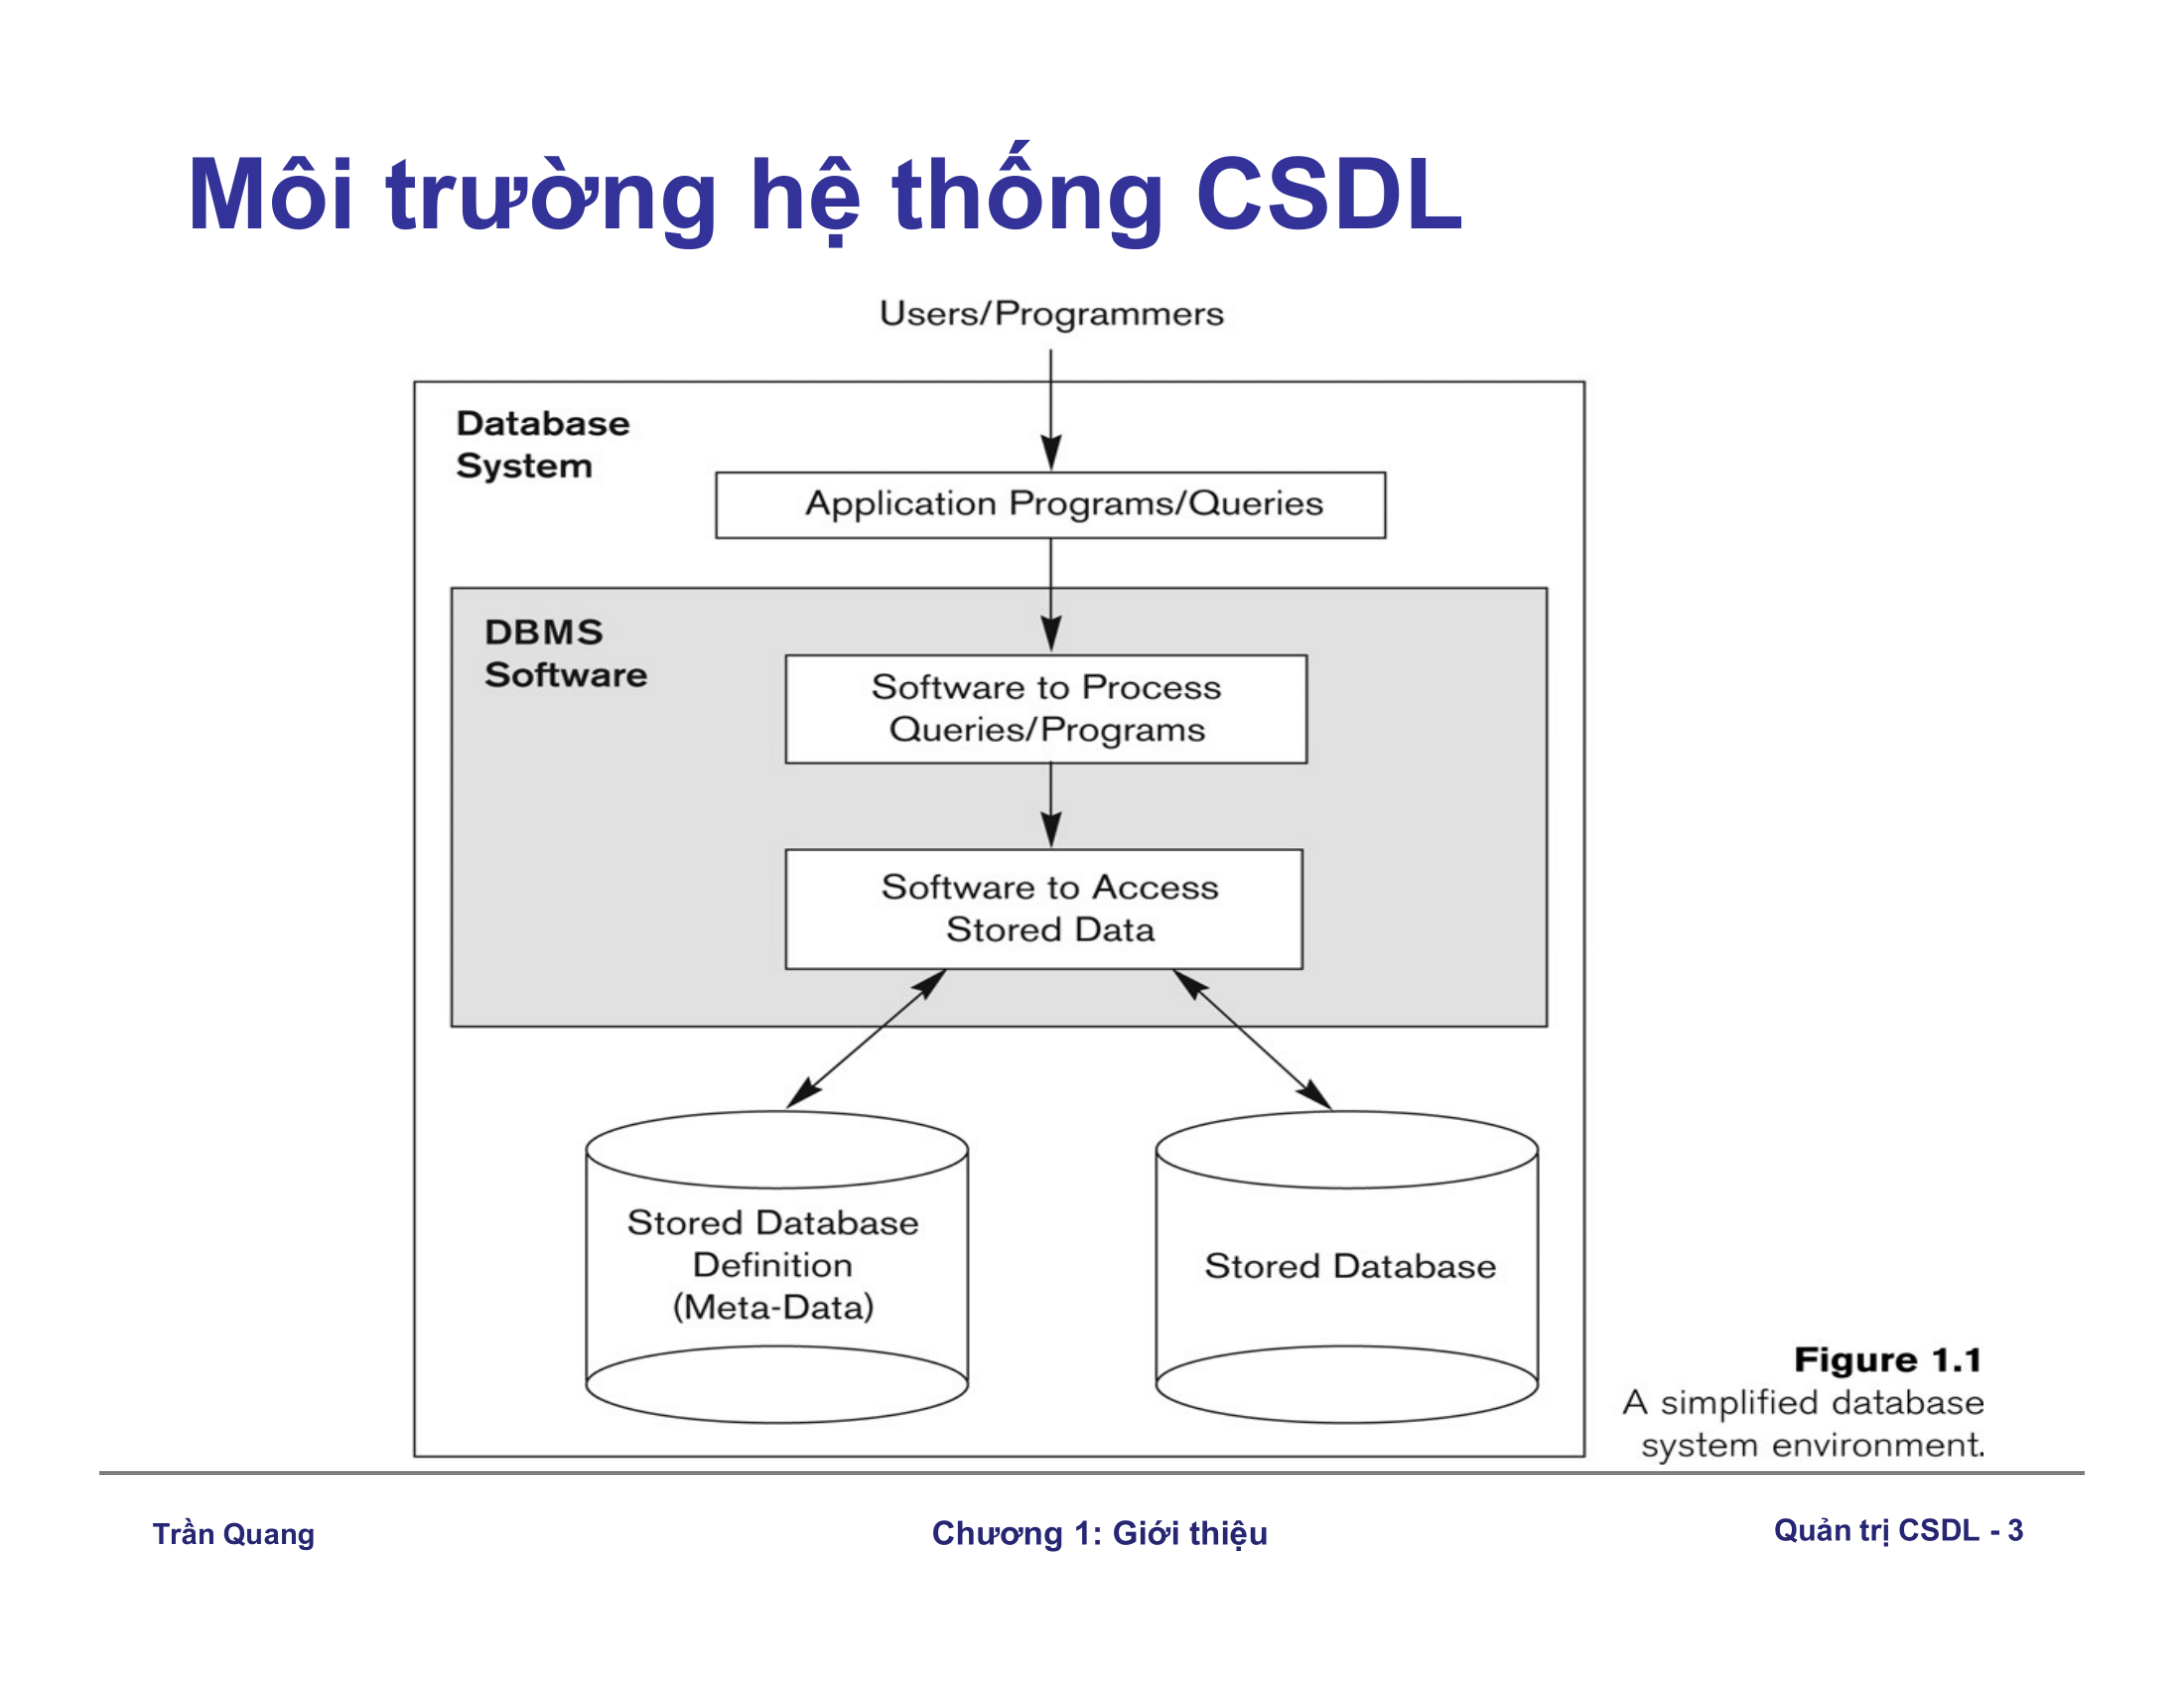 Môi trường hệ thống CSDL
Users/Programmers
Database
System
Application Programs/Queries
DBMS
Software
Software to Process
Queries/Programs
Software to Access
Stored Data
Stored Database
Definition
(Meta-Data)
Stored Database
Figure 1.1
A simplified database
system environment.
Trần Quang
Chương 1: Giới thiệu
Quản trị CSDL - 3